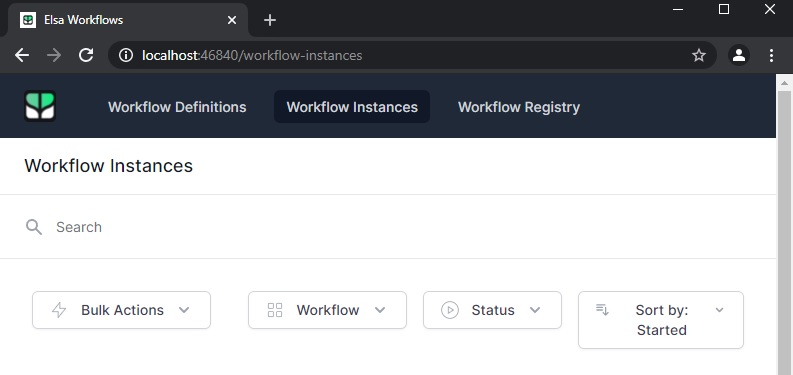 Elsa Workflows
localhost:46840/workflow-instances
Workflow Definitions Workflow Instances Workflow Registry
Workflow Instances
Search
Bulk Actions Workflow Status Sort by:
Started